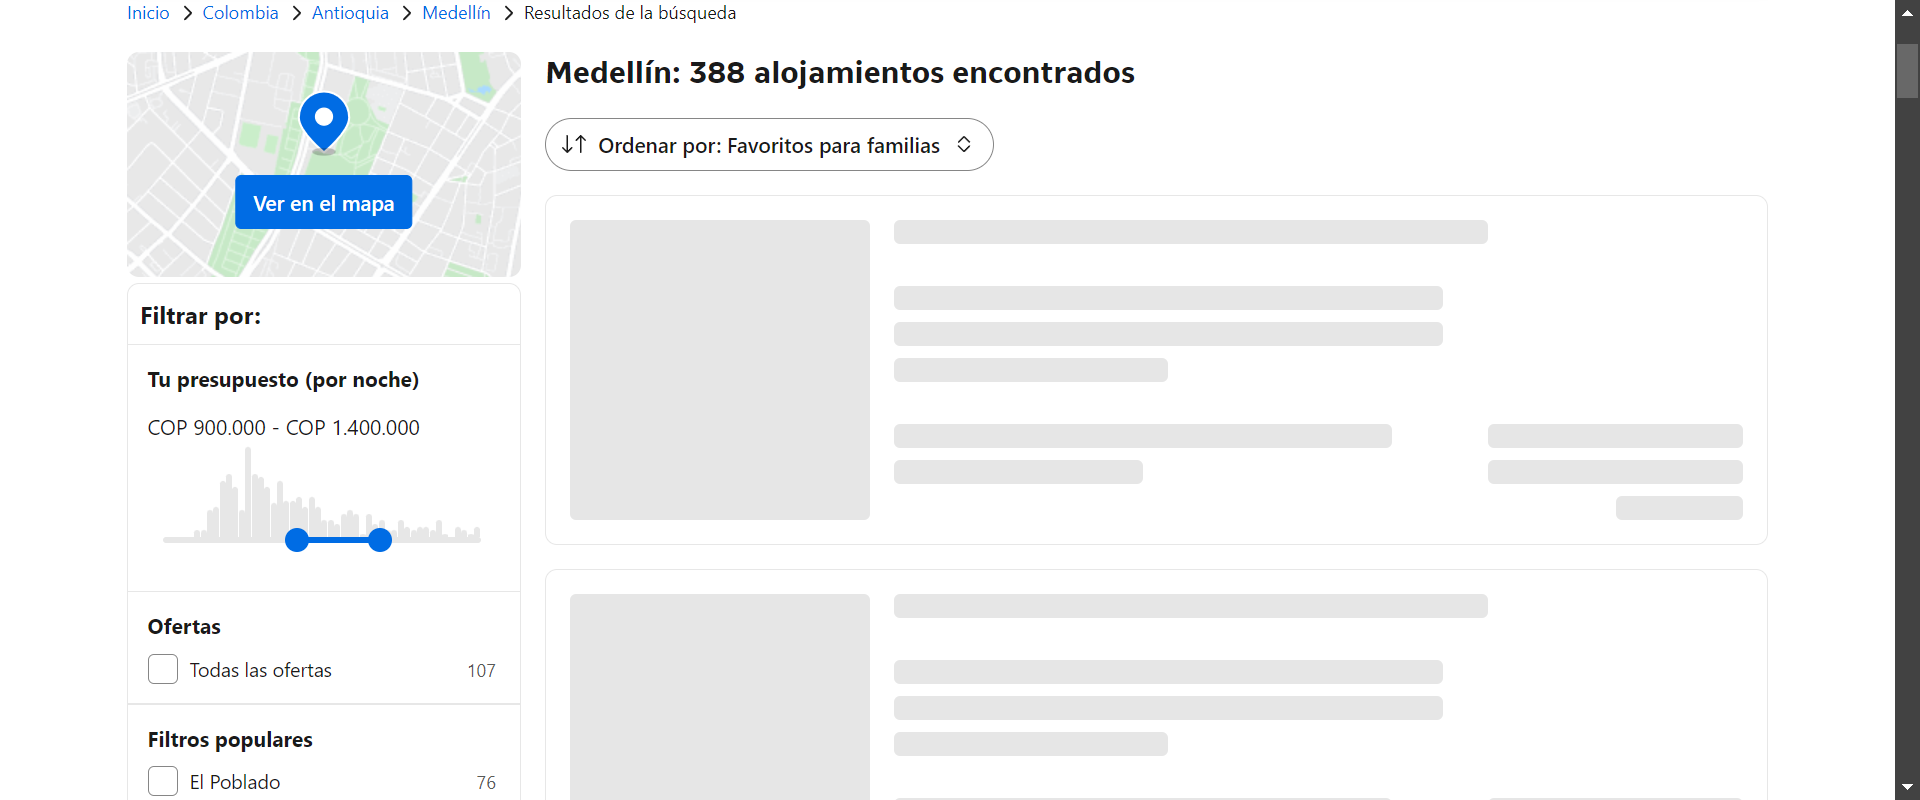 Inicio > Colombia > Antioquia > Medellín > Resultados de la búsqueda
Medellín: 388 alojamientos encontrados
Ordenar por: Favoritos para familias
Ver en el mapa
Filtrar por:
Tu presupuesto (por noche)
COP 900.000 - COP 1.400.000
Ofertas
Todas las ofertas 107
Filtros populares
El Poblado 76